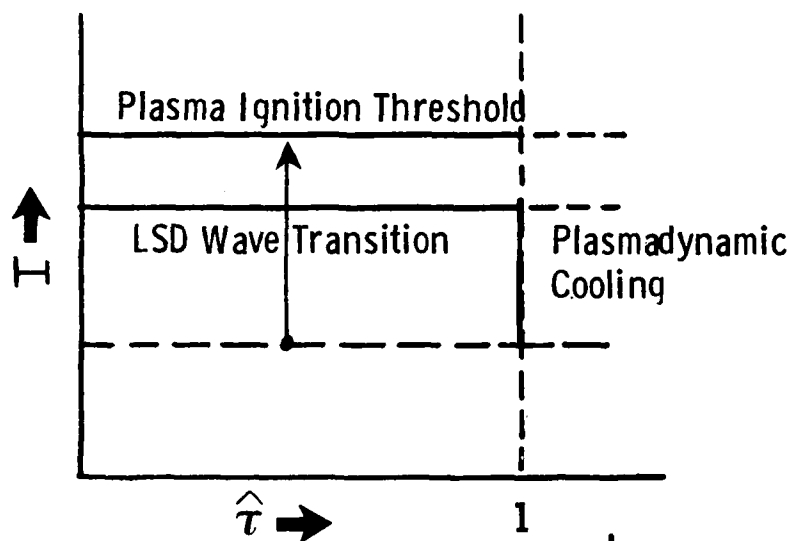 Plasma Ignition Threshold
LSD Wave Transition
Plasmadynamic
Cooling
I
τ̂
1